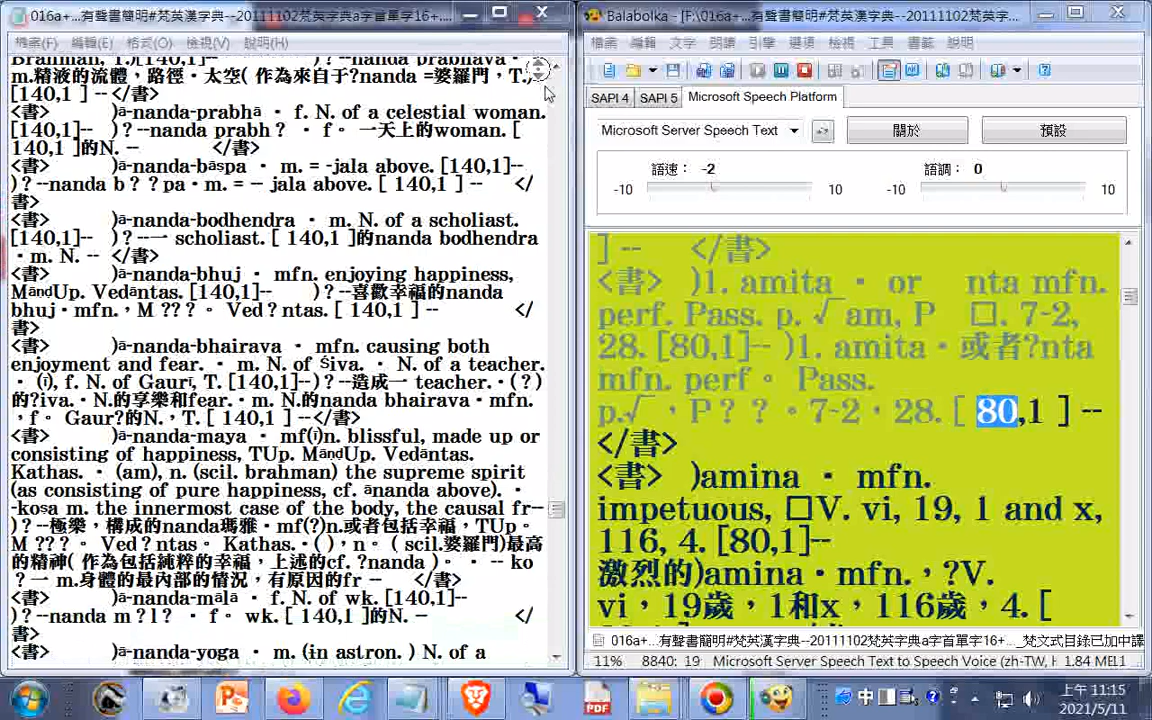 016a+...有聲書簡明#梵英漢字典--20111102梵英字典a字首單字16+...
檔案(F) 編輯(E) 格式(O) 檢視(V) 說明(H)
Brahman, T.)( [140,1]-- )?--nanda prabhava・
m.精液的流體，路徑・太空( 作為來自于?nanda =婆羅門，T.)。
[140,1 ] -- </書>
<書> )ā-nanda-prabhā ・ f. N. of a celestial woman.
[140,1]-- )?--nanda prabh？・f。 一天上的woman. [
140,1 ]的N. -- </書>
<書> )ā-nanda-bāṣpa ・ m. = -jala above. [140,1]--
)?--nanda b？？pa・m. = -- jala above. [ 140,1 ] -- </
書>
<書> )ā-nanda-bodhendra ・ m. N. of a scholiast.
[140,1]-- )?--一 scholiast. [ 140,1 ]的nanda bodhendra
・m. N. -- </書>
<書> )ā-nanda-bhuj ・ mfn. enjoying happiness,
MāṇḍUp. Vedāntas. [140,1]-- )?--喜歡幸福的nanda
bhuj・mfn.，M ???。 Ved？ntas. [ 140,1 ] -- </
書>
<書> )ā-nanda-bhairava ・ mfn. causing both
enjoyment and fear. ・ m. N. of Śiva. ・ N. of a teacher.
・ (ī), f. N. of Gaurī, T. [140,1]--)?--造成一 teacher.・(？)
的?iva.・N.的享樂和fear.・m. N.的nanda bhairava・mfn.
，f。 Gaur?的N.，T. [ 140,1 ] --</書>
<書> )ā-nanda-maya ・ mf(ī)n. blissful, made up or
consisting of happiness, TUp. MāṇḍUp. Vedāntas.
Kathas. ・ (am), n. (scil. brahman) the supreme spirit
(as consisting of pure happiness, cf. ānanda above). ・
-kosa m. the innermost case of the body, the causal fr--
)?--極樂，構成的nanda瑪雅・mf(?)n.或者包括幸福，TUp。
M ???。 Ved？ntas。 Kathas.・( )，n。 ( scil.婆羅門)最高
的精神( 作為包括純粹的幸福，上述的cf. ?nanda )。・ -- ko
？一 m.身體的最內部的情況，有原因的fr -- </書>
<書> )ā-nanda-mālā ・ f. N. of wk. [140,1]--
)?--nanda m？l？・f。 wk. [ 140,1 ]的N. -- </
書>
<書> )ā-nanda-yoga ・ m. (in astron. ) N. of a
Balabolka - [F:\016a+...有聲書簡明#梵英漢字典--20111102梵英字...
檔案 編輯 文字 閱讀 引擎 選項 檢視 工具 書籤 說明
SAPI 4 SAPI 5 Microsoft Speech Platform
Microsoft Server Speech Text 關於 預設
語速： -2 語調： 0
-10 10 -10 10
] -- </書>
<書> )1. amita ・ or nta mfn.
perf. Pass. p. √ am, P □. 7-2,
28. [80,1]-- )1. amita・或者?nta
mfn. perf。 Pass.
p.√ ，P？？。7-2，28. [ 80,1 ] --
</書>
<書> )amina ・ mfn.
impetuous, □V. vi, 19, 1 and x,
116, 4. [80,1]--
激烈的)amina・mfn.，?V.
vi，19歲，1和x，116歲，4. [
016a+...有聲書簡明#梵英漢字典--20111102梵英字典a字首單字16+..._梵文式目錄已加中譯
11% 8840: 19 Microsoft Server Speech Text to Speech Voice (zh-TW, H 1.84 MB
中
上午 11:15
2021/5/11